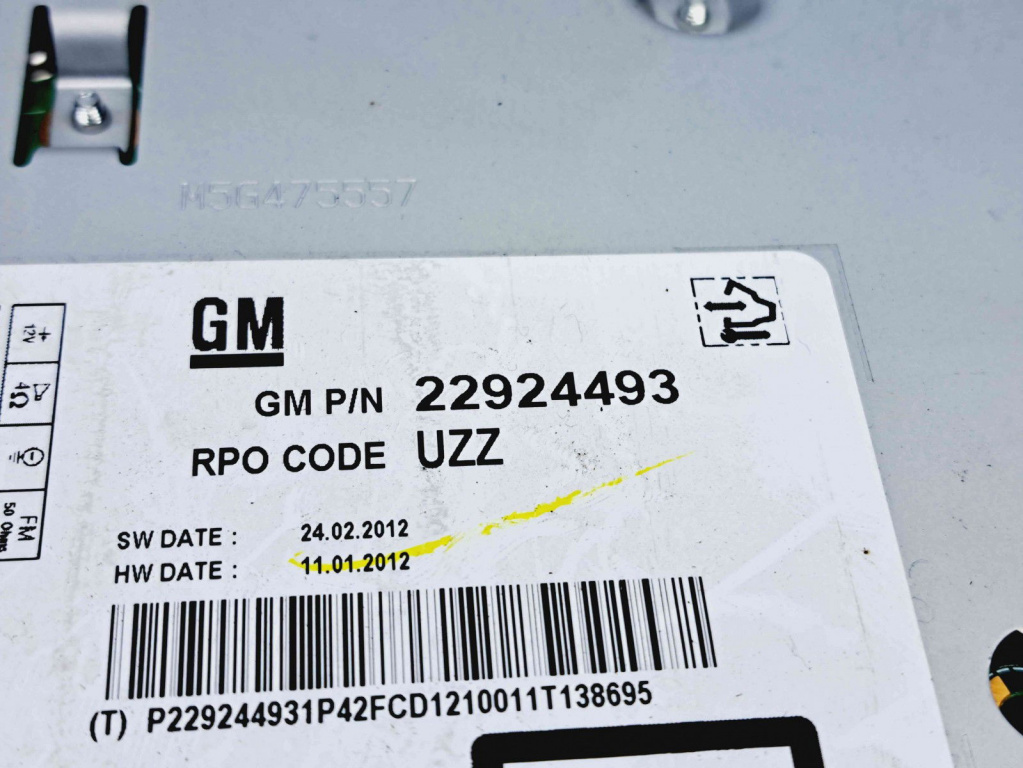 M5G475557
GM
GM P/N 22924493
RPO CODE UZZ
SW DATE : 24.02.2012
HW DATE : 11.01.2012
(T) P229244931P42FCD1210011T138695
+ 12V
4Ω
FM
50 Ohms